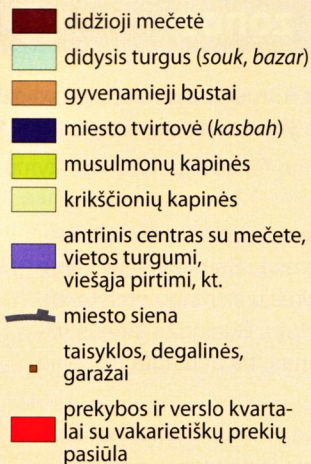 didžioji mečetė
didysis turgus (souk, bazar)
gyvenamieji būstai
miesto tvirtovė (kasbah)
musulmonų kapinės
krikščionių kapinės
antrinis centras su mečete,
vietos turgumi,
viešąja pirtimi, kt.
miesto siena
taisyklos, degalinės,
garažai
prekybos ir verslo kvarta-
lai su vakarietiškų prekių
pasiūla